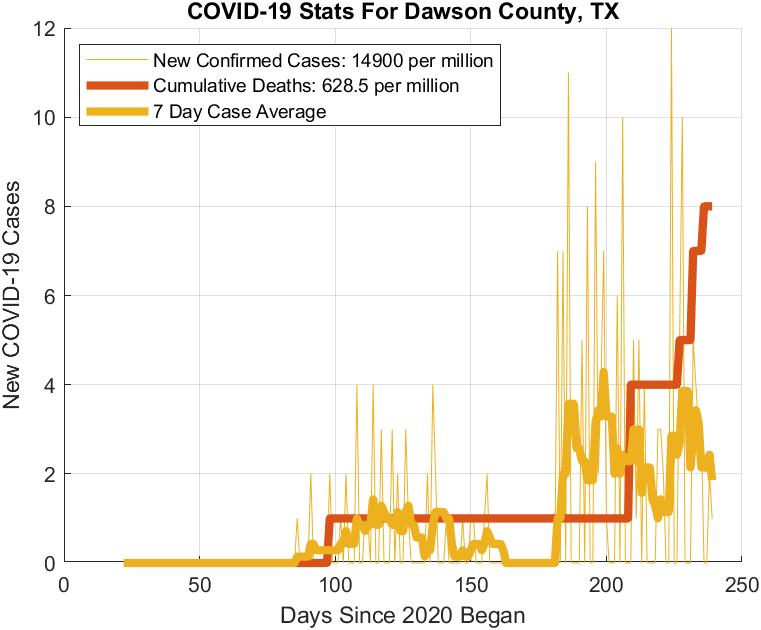 COVID-19 Stats For Dawson County, TX
New Confirmed Cases: 14900 per million
Cumulative Deaths: 628.5 per million
7 Day Case Average
New COVID-19 Cases
12
10
8
6
4
2
0
0 50 100 150 200 250
Days Since 2020 Began